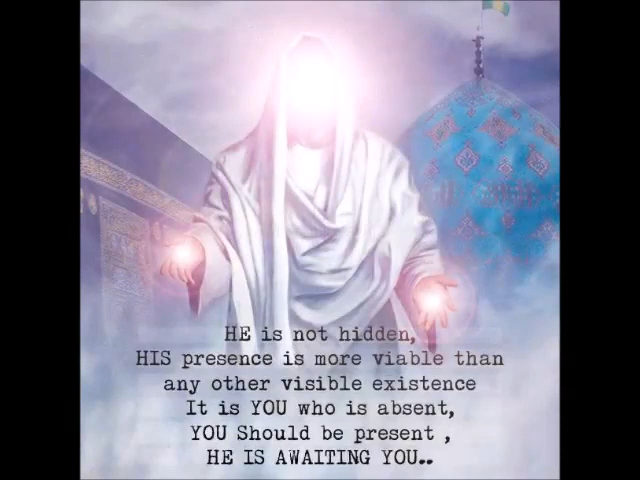 HE is not hidden,
HIS presence is more viable than
any other visible existence
It is YOU who is absent,
YOU Should be present ,
HE IS AWAITING YOU..